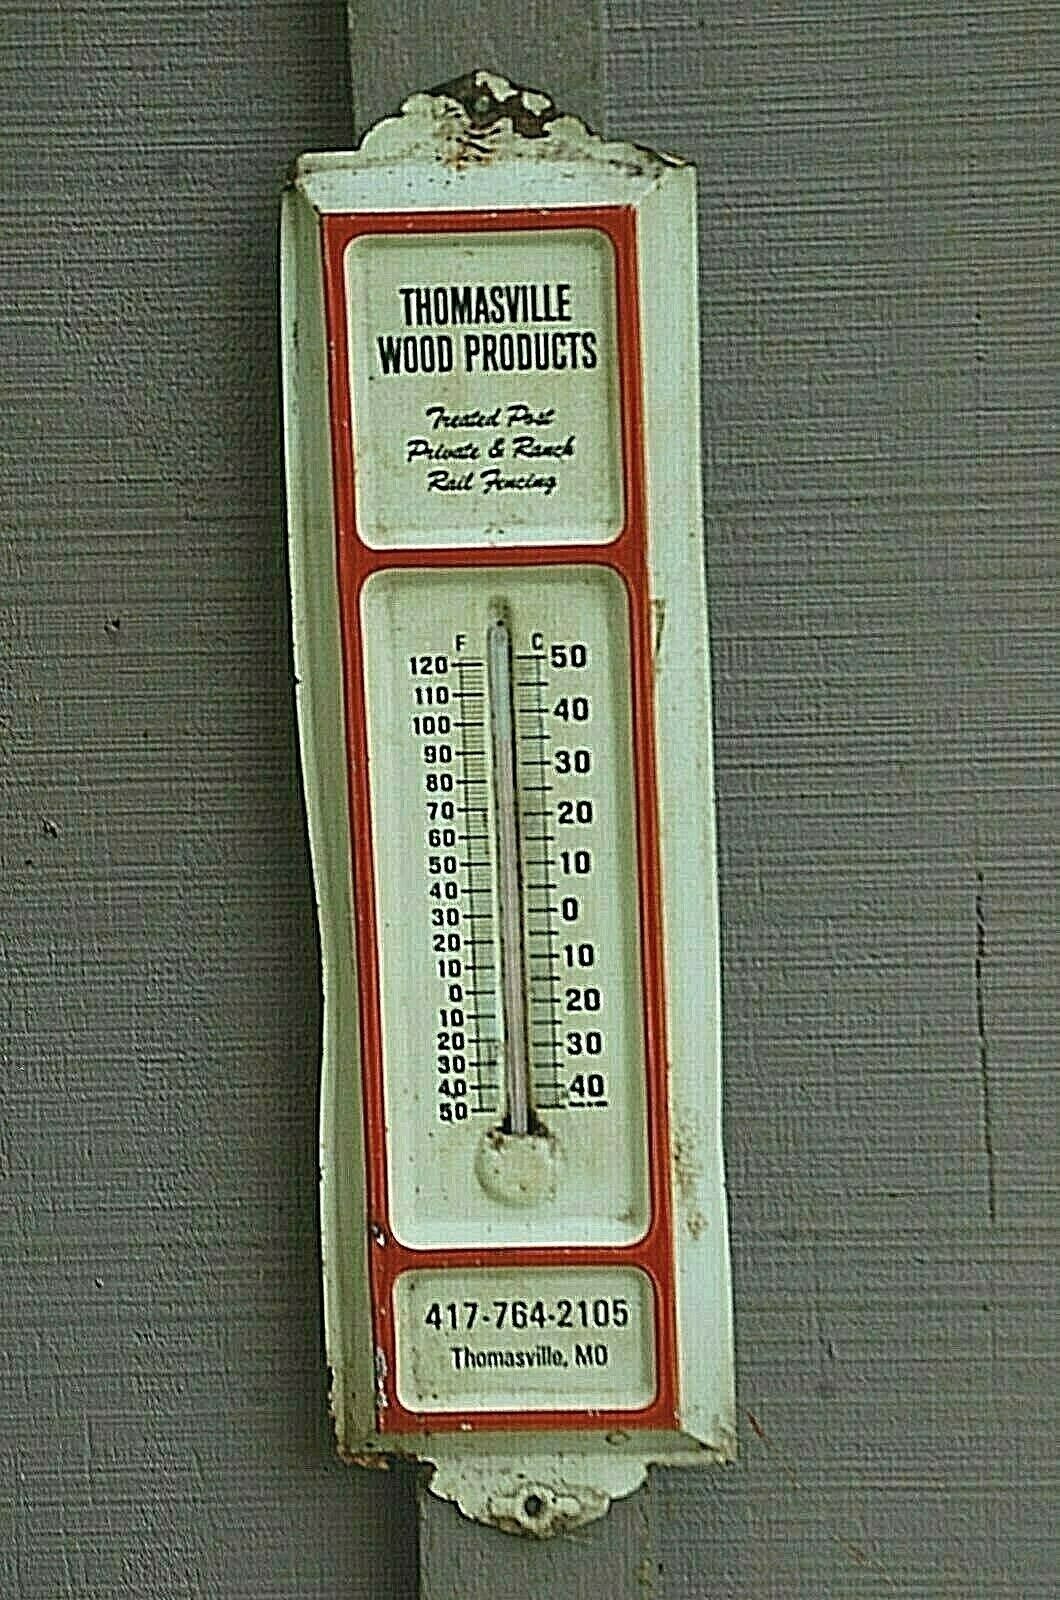 THOMASVILLE
WOOD PRODUCTS
Treated Post
Private & Ranch
Rail Fencing
F C
120 50
110
100 40
90 30
80
70 20
60
50 10
40
30 0
20
10 10
0 20
10
20 30
30
40 40
50
417-764-2105
Thomasville, MO